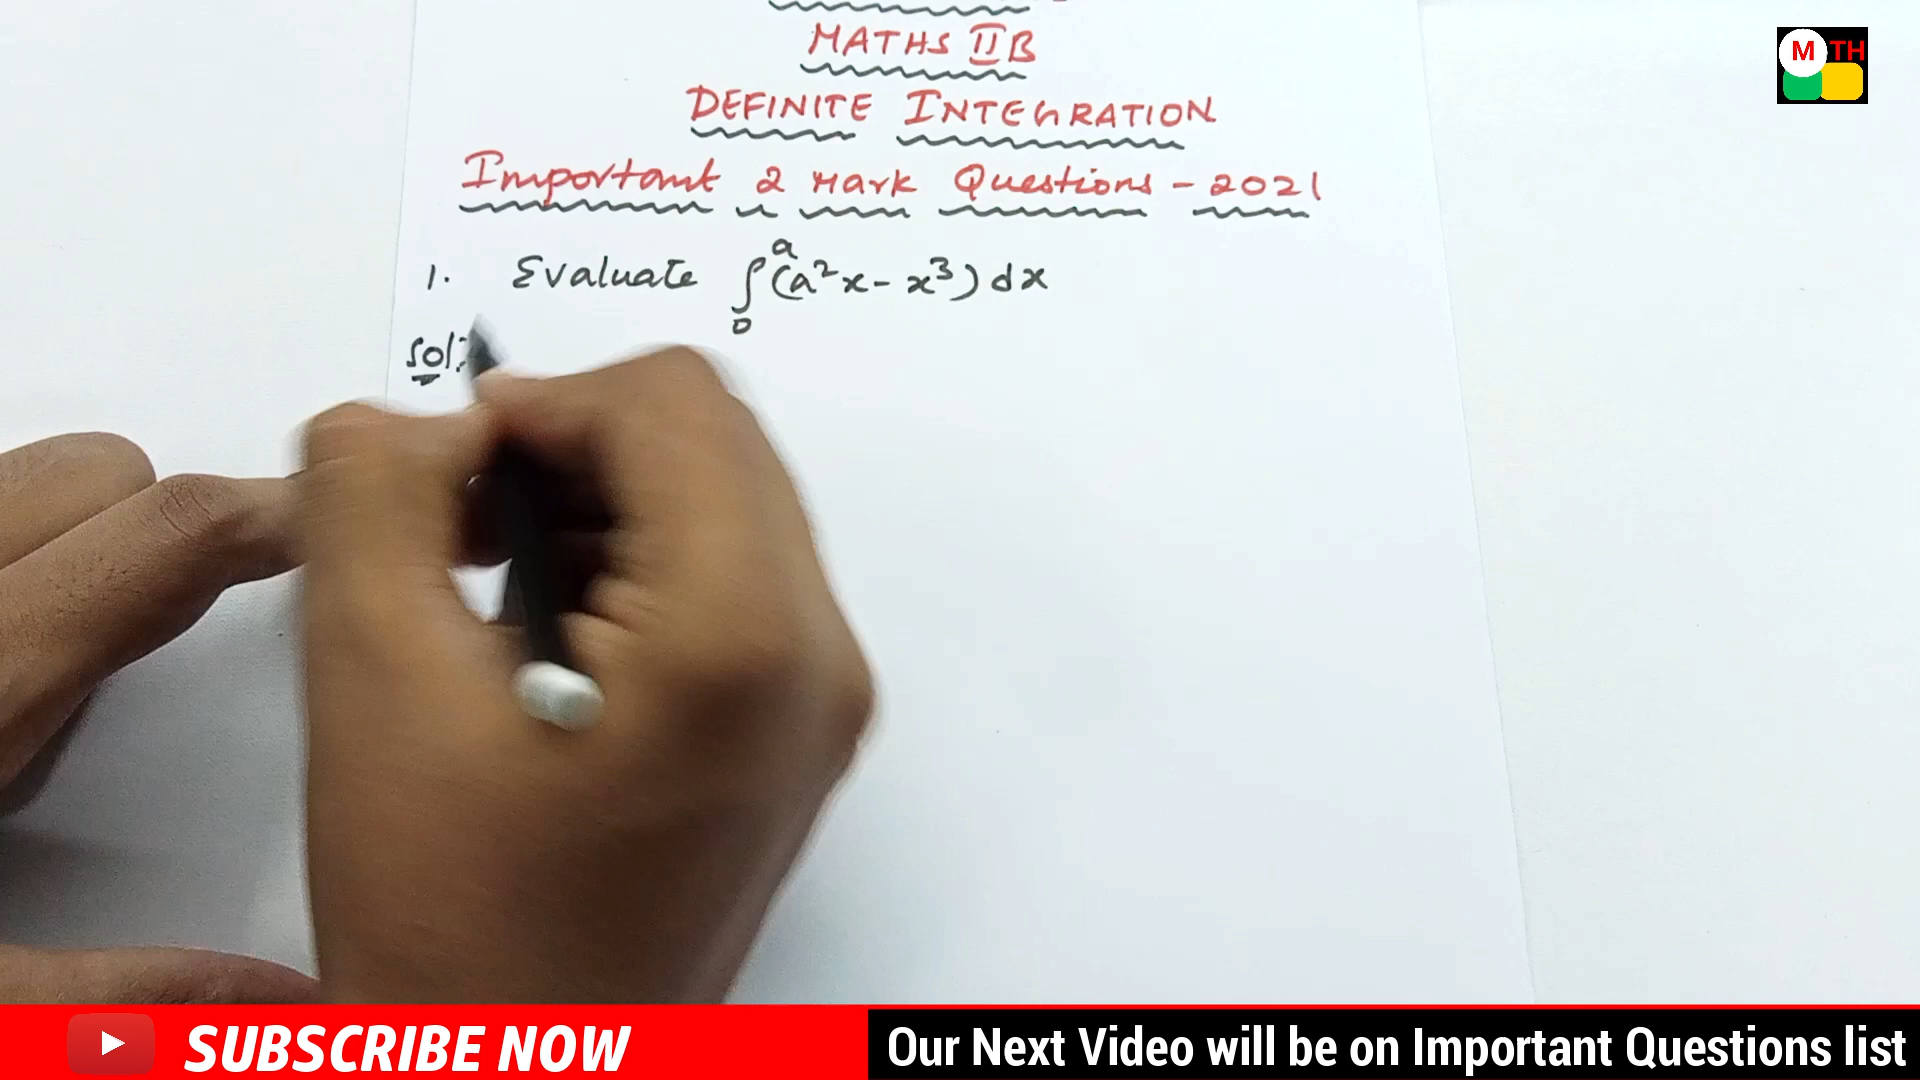 MATHS IIB
DEFINITE INTEGRATION
Important 2 Mark Questions - 2021
1. Evaluate ∫₀ᵃ (a²x - x³) dx
Sol:
M TH
SUBSCRIBE NOW
Our Next Video will be on Important Questions list